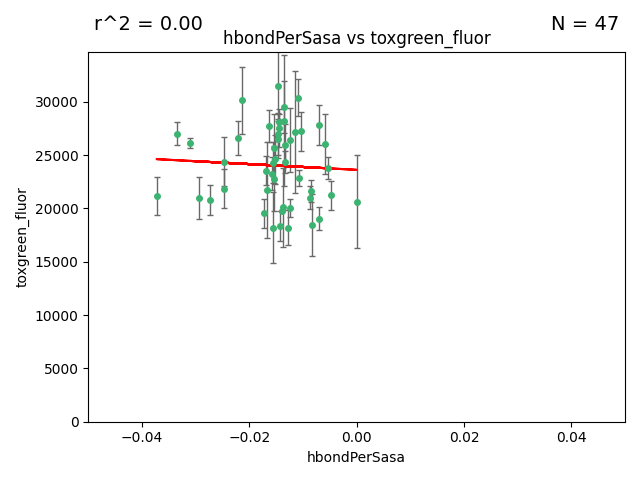 r^2 = 0.00
N = 47
hbondPerSasa vs toxgreen_fluor
toxgreen_fluor
30000
25000
20000
15000
10000
5000
0
−0.04
−0.02
0.00
0.02
0.04
hbondPerSasa